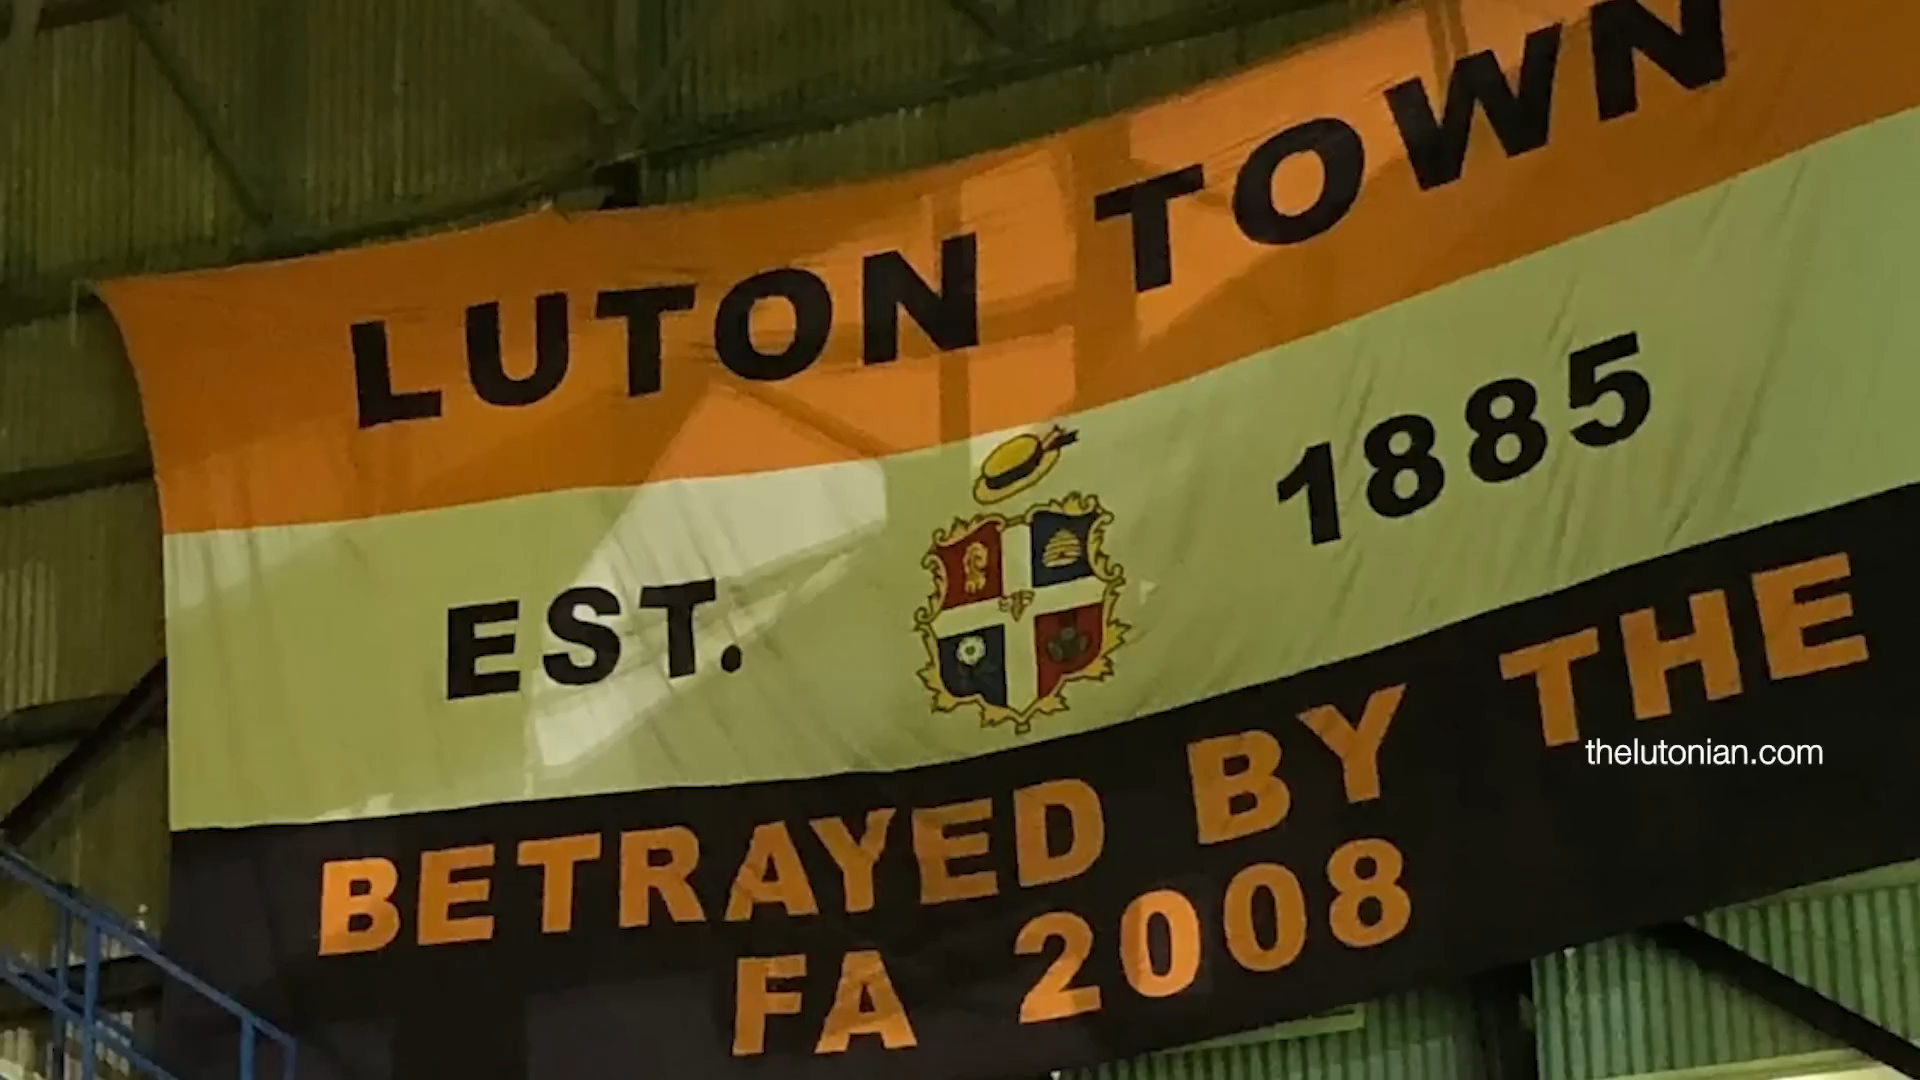 LUTON TOWN
EST. 1885
BETRAYED BY THE
FA 2008
thelutonian.com